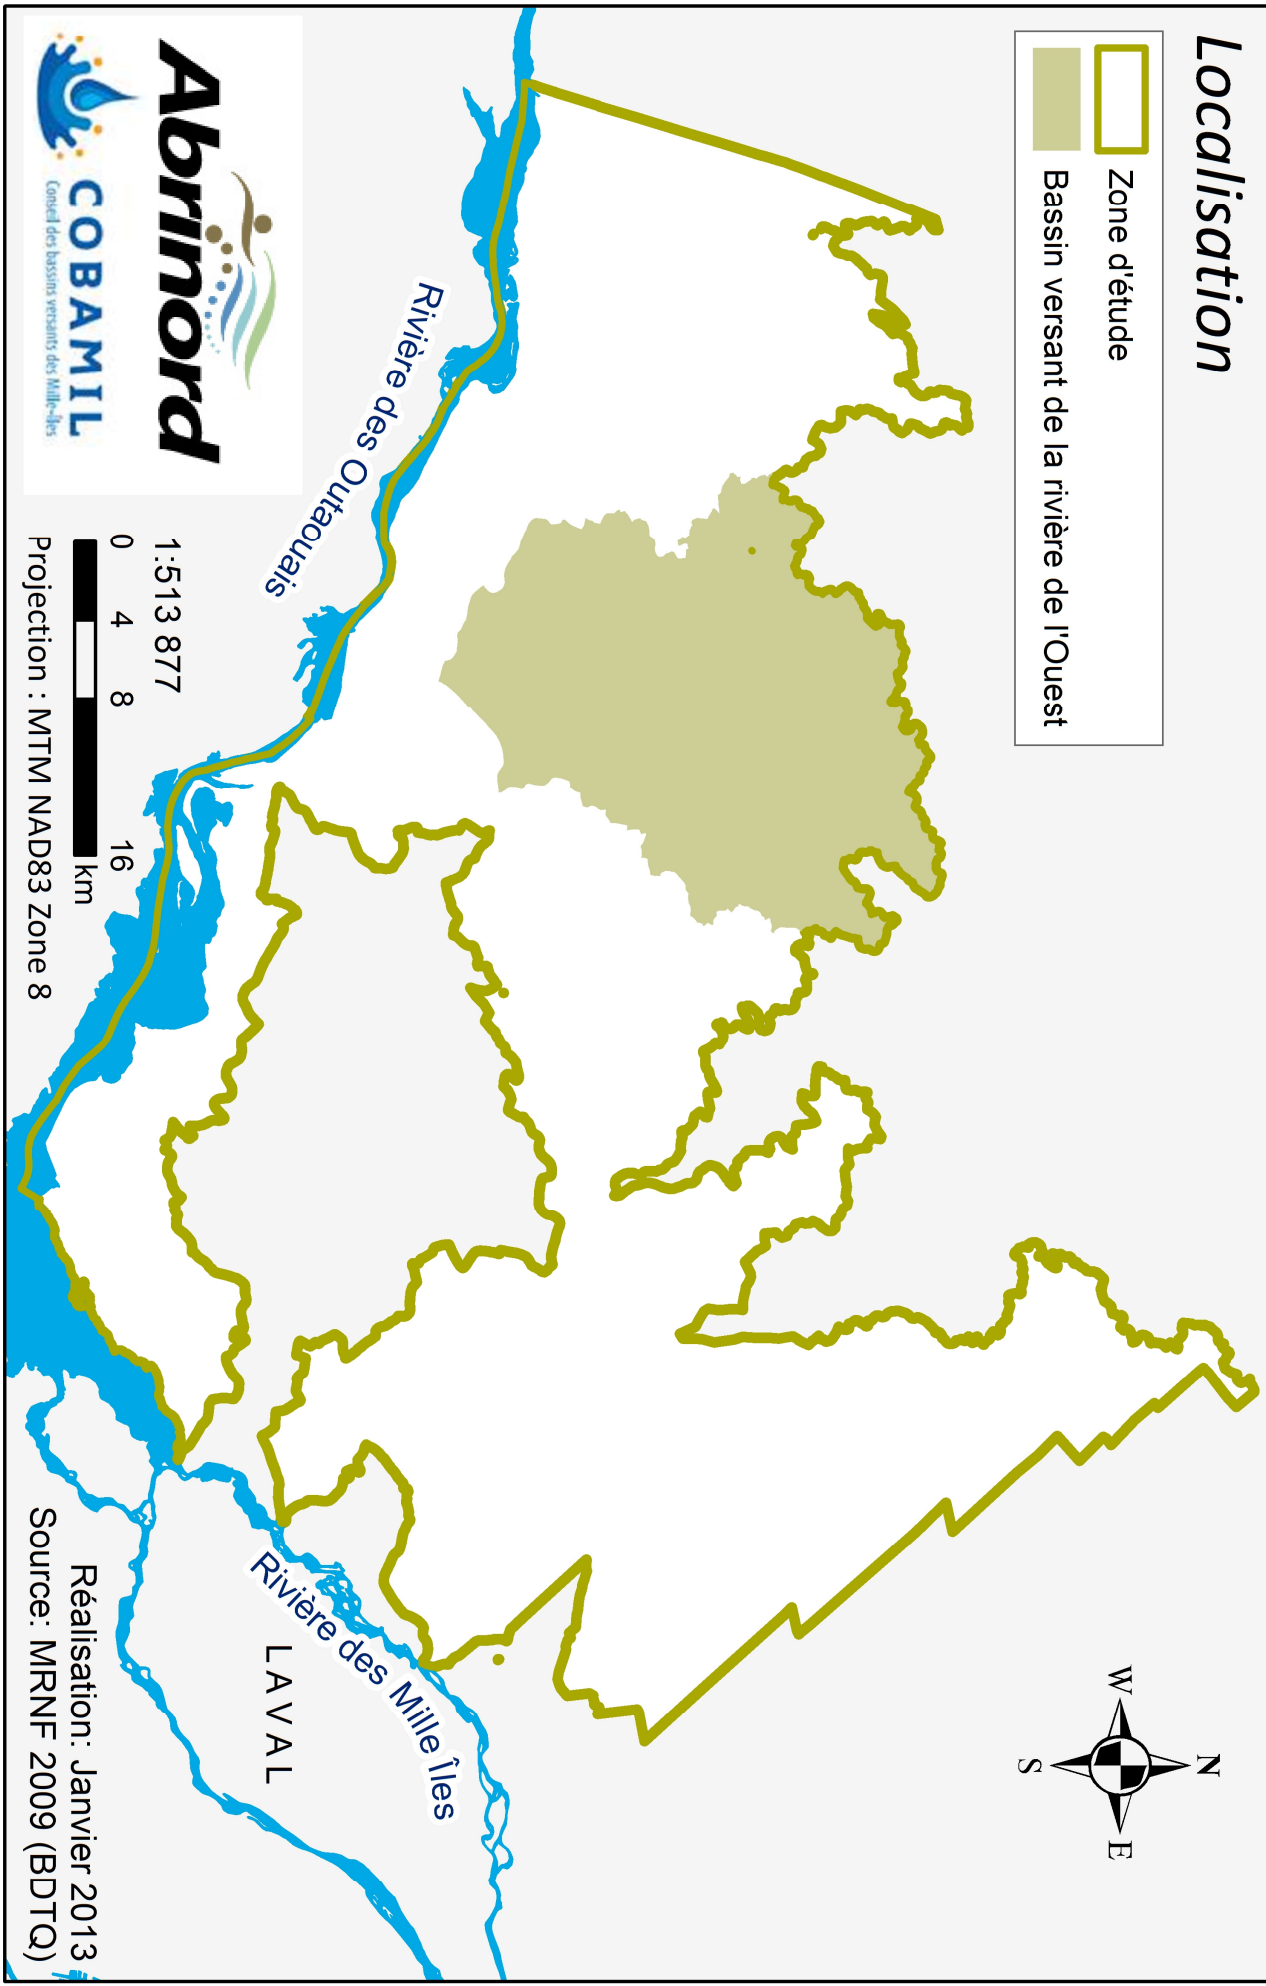 Localisation
Zone d'étude
Bassin versant de la rivière de l'Ouest
N
W
E
S
Rivière des Outaouais
Rivière des Mille Îles
LAVAL
Abrinord
COBAMIL
Conseil des bassins versants des Mille-Îles
1:513 877
0 4 8 16
km
Projection : MTM NAD83 Zone 8
Réalisation: Janvier 2013
Source: MRNF 2009 (BDTQ)